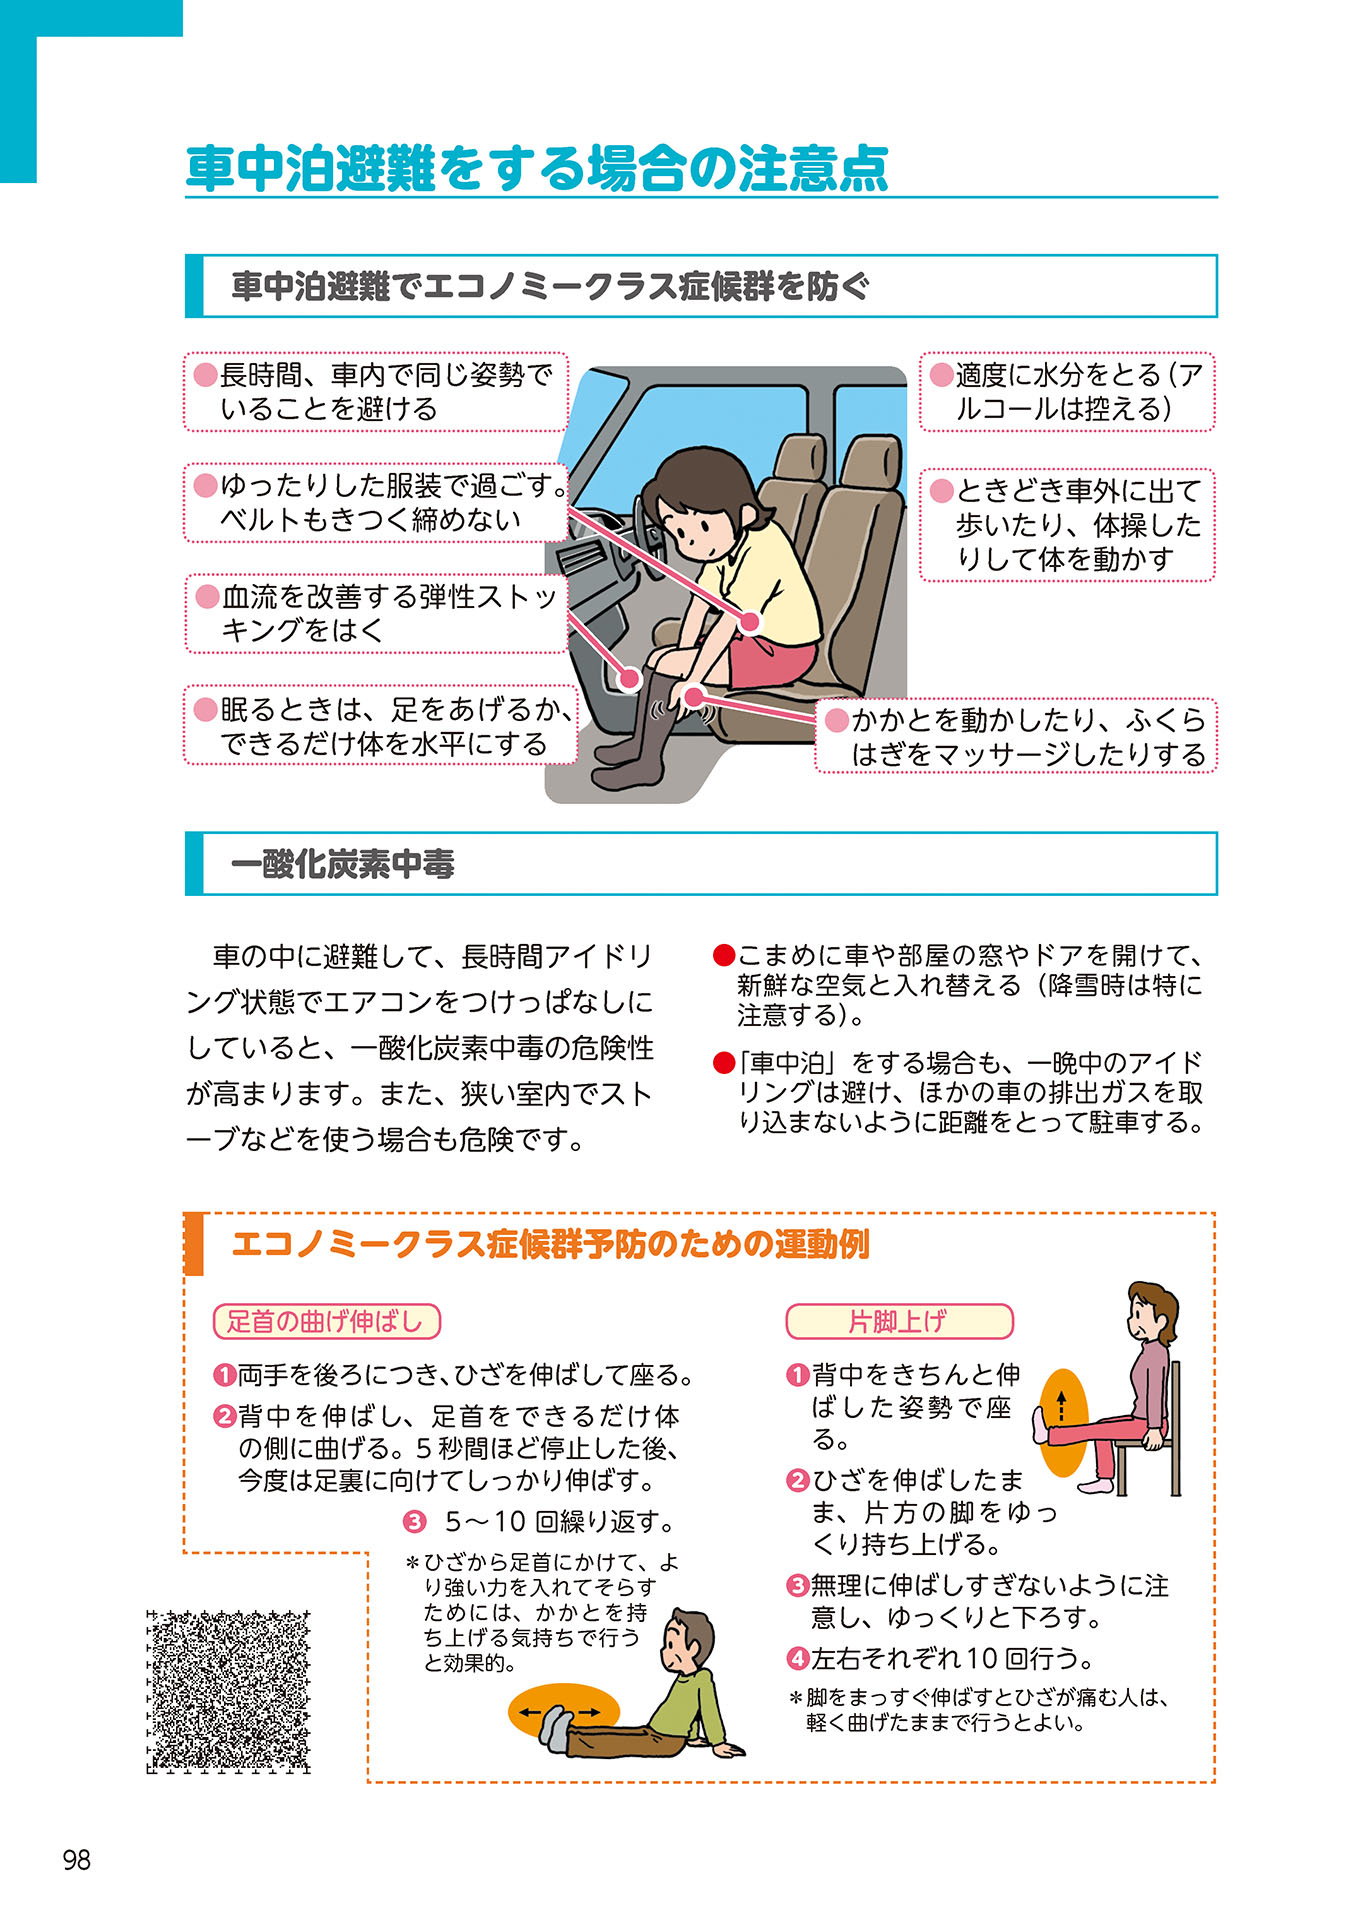 車中泊避難をする場合の注意点
車中泊避難でエコノミークラス症候群を防ぐ
●長時間、車内で同じ姿勢で
いることを避ける
●ゆったりした服装で過ごす。
ベルトもきつく締めない
●血流を改善する弾性ストッ
キングをはく
●眠るときは、足をあげるか、
できるだけ体を水平にする
●適度に水分をとる（ア
ルコールは控える）
●ときどき車外に出て
歩いたり、体操した
りして体を動かす
●かかとを動かしたり、ふくら
はぎをマッサージしたりする
一酸化炭素中毒
車の中に避難して、長時間アイドリ
ング状態でエアコンをつけっぱなしに
していると、一酸化炭素中毒の危険性
が高まります。また、狭い室内でスト
ーブなどを使う場合も危険です。
●こまめに車や部屋の窓やドアを開けて、
新鮮な空気と入れ替える（降雪時は特に
注意する）。
●「車中泊」をする場合も、一晩中のアイド
リングは避け、ほかの車の排出ガスを取
り込まないように距離をとって駐車する。
エコノミークラス症候群予防のための運動例
足首の曲げ伸ばし
❶両手を後ろにつき、ひざを伸ばして座る。
❷背中を伸ばし、足首をできるだけ体
の側に曲げる。5秒間ほど停止した後、
今度は足裏に向けてしっかり伸ばす。
❸ 5～10 回繰り返す。
＊ひざから足首にかけて、よ
り強い力を入れてそらす
ためには、かかとを持
ち上げる気持ちで行う
と効果的。
片脚上げ
❶背中をきちんと伸
ばした姿勢で座
る。
❷ひざを伸ばしたま
ま、片方の脚をゆっ
くり持ち上げる。
❸無理に伸ばしすぎないように注
意し、ゆっくりと下ろす。
❹左右それぞれ10 回行う。
＊脚をまっすぐ伸ばすとひざが痛む人は、
軽く曲げたままで行うとよい。
98